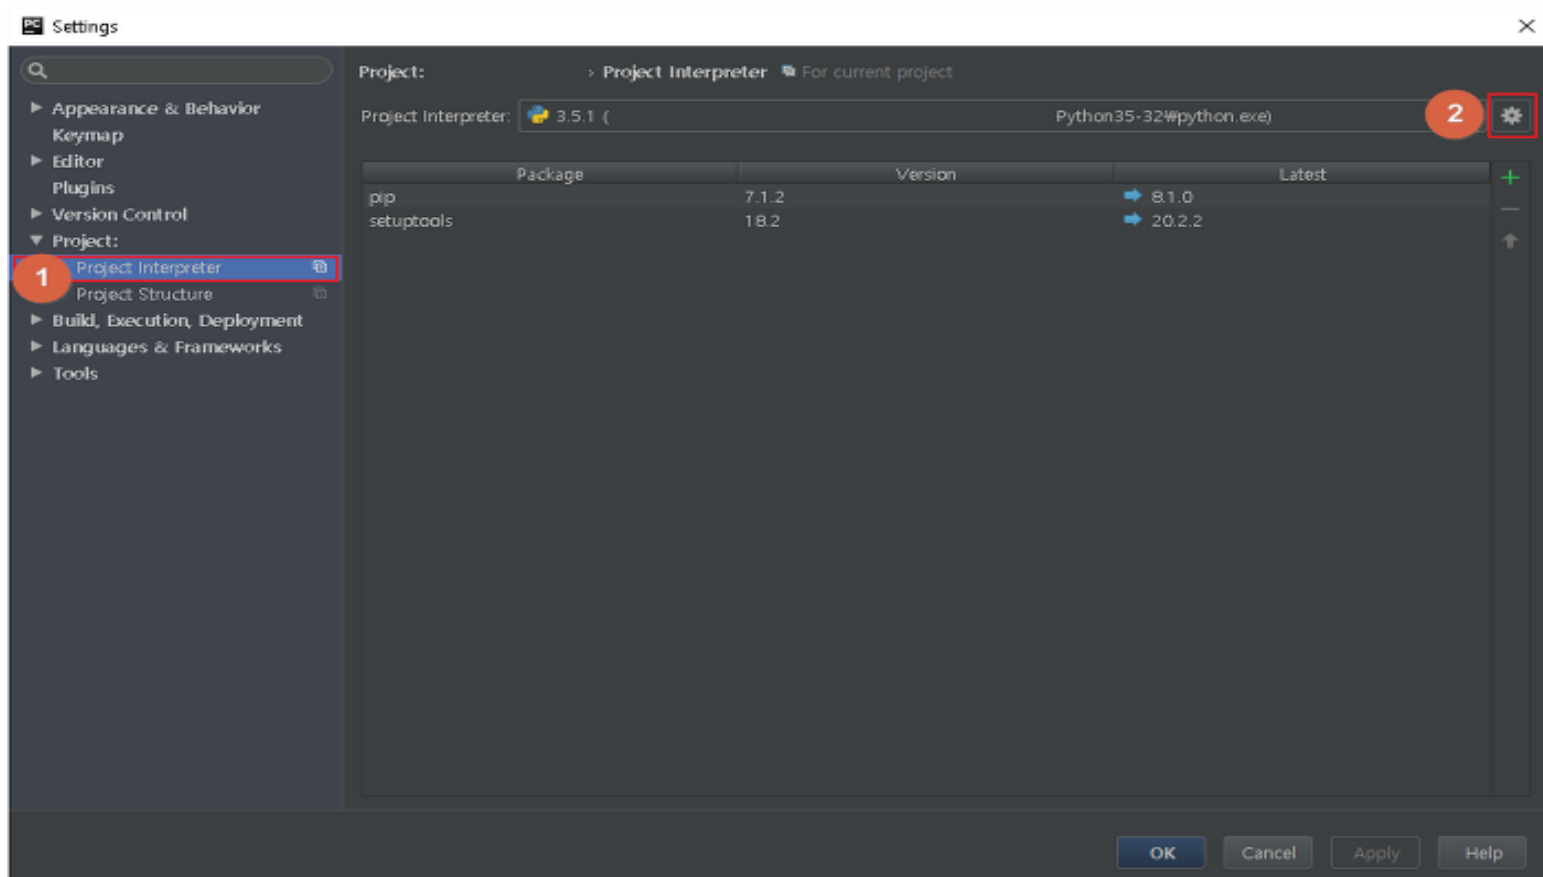 PC Settings
Project: › Project Interpreter For current project
Project Interpreter: 3.5.1 ( Python35-32₩python.exe) 2
Appearance & Behavior
Keymap
Editor
Plugins
Version Control
Project:
1 Project Interpreter
Project Structure
Build, Execution, Deployment
Languages & Frameworks
Tools
Package Version Latest
pip 7.1.2 8.1.0
setuptools 18.2 20.2.2
OK Cancel Apply Help